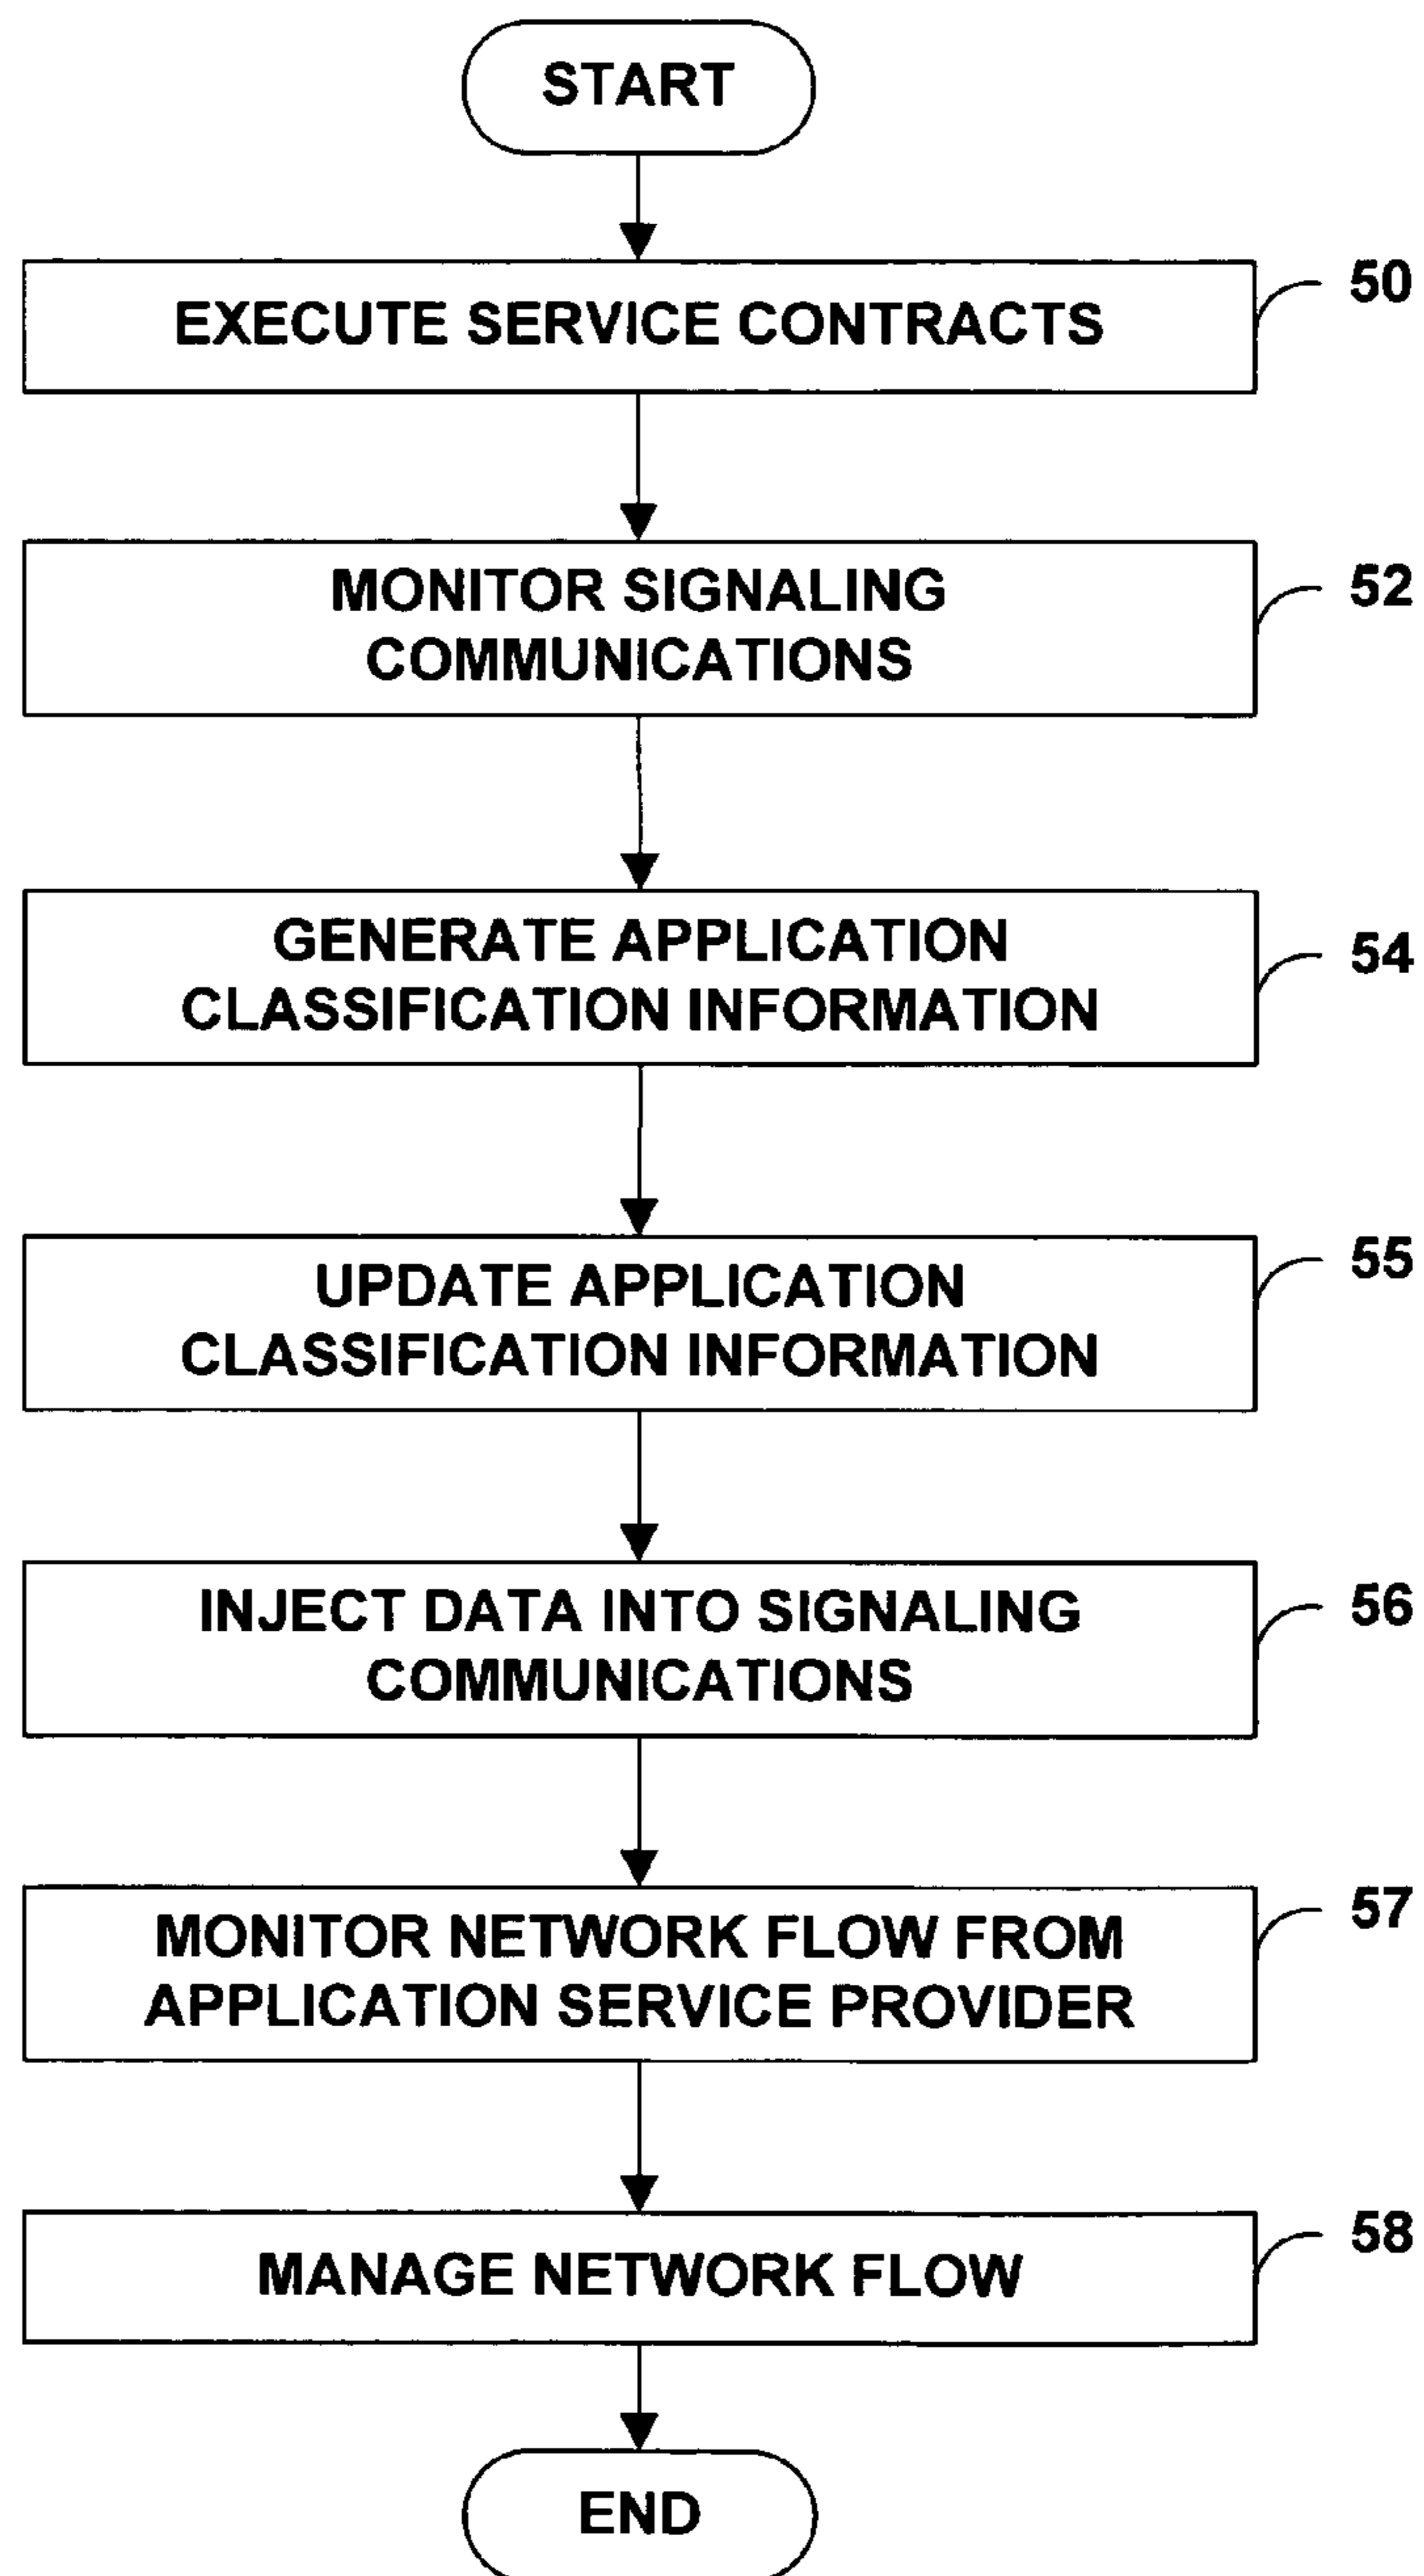 START
EXECUTE SERVICE CONTRACTS
50
MONITOR SIGNALING
COMMUNICATIONS
52
GENERATE APPLICATION
CLASSIFICATION INFORMATION
54
UPDATE APPLICATION
CLASSIFICATION INFORMATION
55
INJECT DATA INTO SIGNALING
COMMUNICATIONS
56
MONITOR NETWORK FLOW FROM
APPLICATION SERVICE PROVIDER
57
MANAGE NETWORK FLOW
58
END